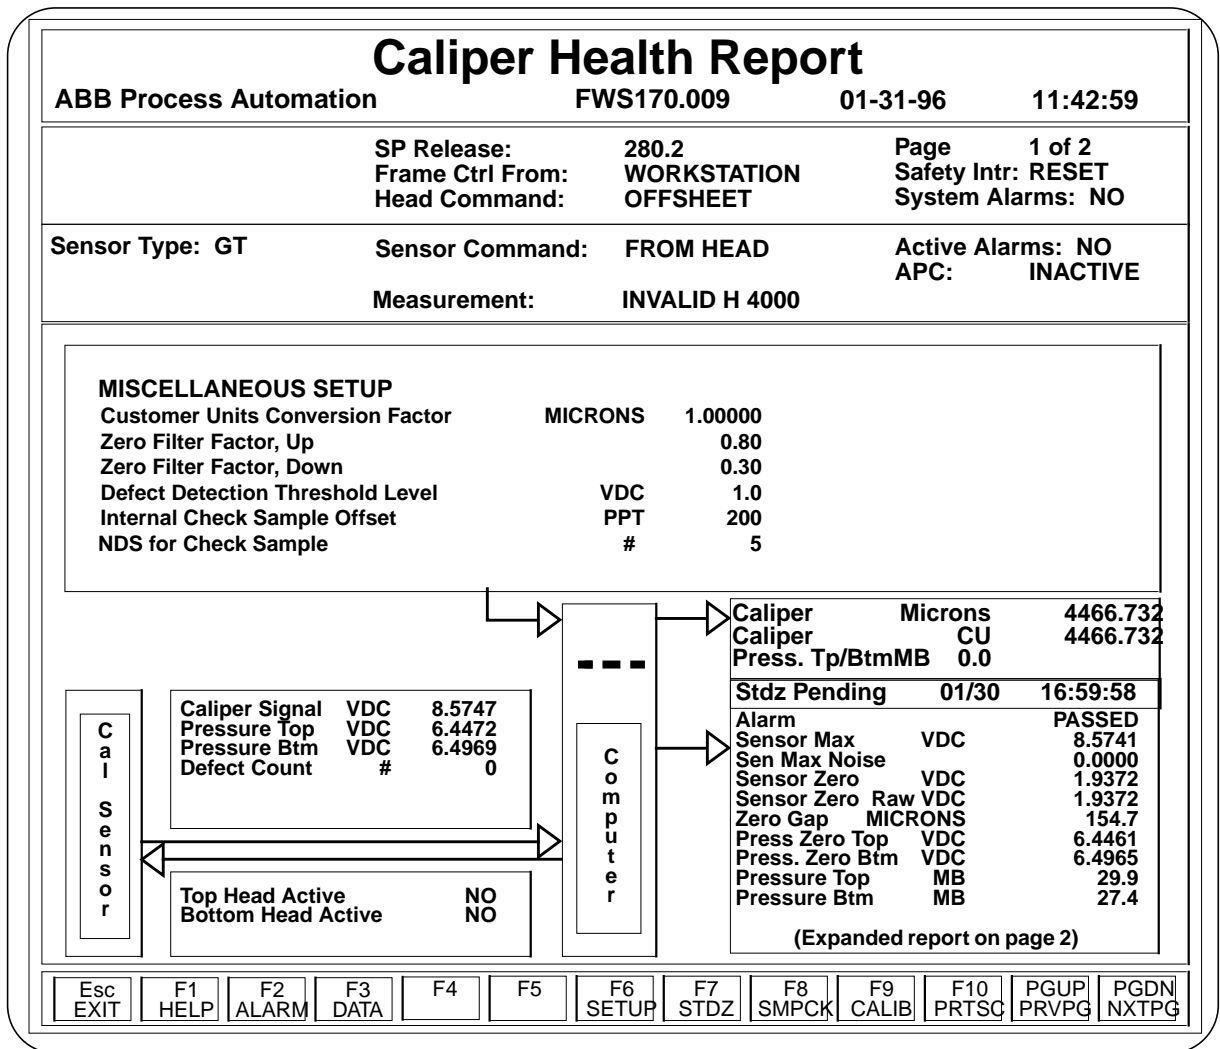 Caliper Health Report
ABB Process Automation FWS170.009 01-31-96 11:42:59
SP Release: 280.2 Page 1 of 2
Frame Ctrl From: WORKSTATION Safety Intr: RESET
Head Command: OFFSHEET System Alarms: NO
Sensor Type: GT Sensor Command: FROM HEAD Active Alarms: NO
APC: INACTIVE
Measurement: INVALID H 4000
MISCELLANEOUS SETUP
Customer Units Conversion Factor MICRONS 1.00000
Zero Filter Factor, Up 0.80
Zero Filter Factor, Down 0.30
Defect Detection Threshold Level VDC 1.0
Internal Check Sample Offset PPT 200
NDS for Check Sample # 5
Caliper Microns 4466.732
Caliper CU 4466.732
Press. Tp/BtmMB 0.0
Stdz Pending 01/30 16:59:58
Cal Sensor
Caliper Signal VDC 8.5747
Pressure Top VDC 6.4472
Pressure Btm VDC 6.4969
Defect Count # 0
Top Head Active NO
Bottom Head Active NO
Computer
Alarm PASSED
Sensor Max VDC 8.5741
Sen Max Noise 0.0000
Sensor Zero VDC 1.9372
Sensor Zero Raw VDC 1.9372
Zero Gap MICRONS 154.7
Press Zero Top VDC 6.4461
Press. Zero Btm VDC 6.4965
Pressure Top MB 29.9
Pressure Btm MB 27.4
(Expanded report on page 2)
Esc F1 F2 F3 F4 F5 F6 F7 F8 F9 F10 PGUP PGDN
EXIT HELP ALARM DATA SETUP STDZ SMPCK CALIB PRTSC PRVPG NXTPG